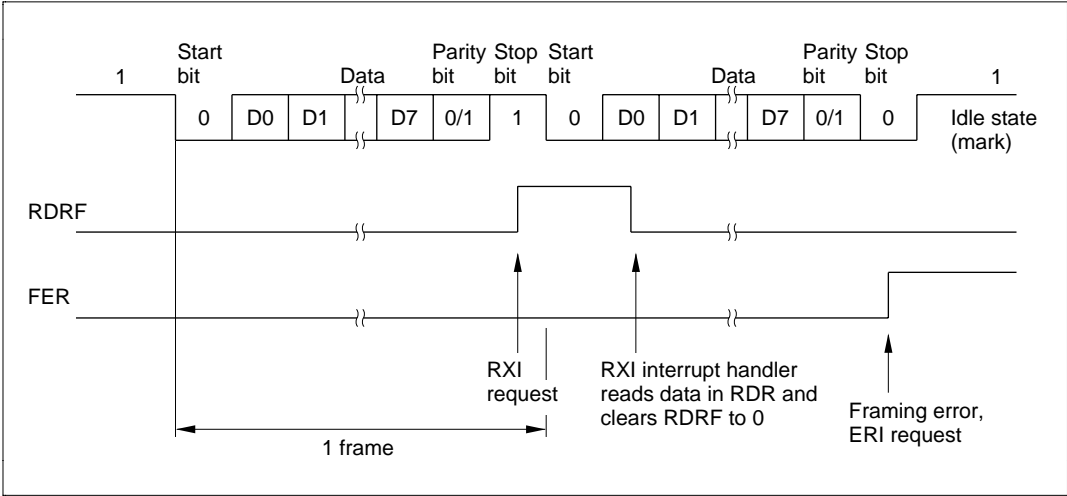 Start Parity Stop Start Parity Stop
1 bit Data bit bit bit Data bit bit 1
0 D0 D1 D7 0/1 1 0 D0 D1 D7 0/1 0 Idle state
(mark)
RDRF
FER
RXI
request
RXI interrupt handler
reads data in RDR and
clears RDRF to 0
Framing error,
ERI request
1 frame